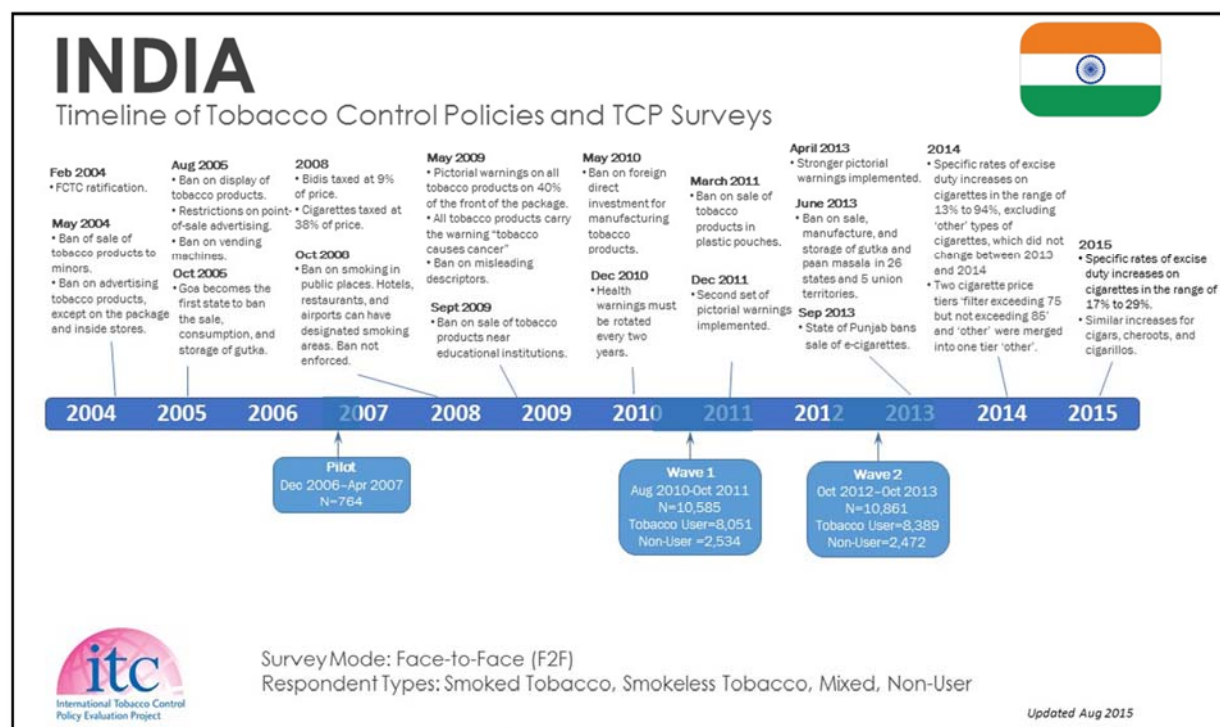 INDIA
Timeline of Tobacco Control Policies and TCP Surveys
Feb 2004
• FCTC ratification.
May 2004
• Ban of sale of
tobacco products to
minors.
• Ban on advertising
tobacco products,
except on the package
and inside stores.
Aug 2005
• Ban on display of
tobacco products.
• Restrictions on point-
of-sale advertising.
• Ban on vending
machines.
Oct 2005
• Goa becomes the
first state to ban
the sale,
consumption, and
storage of gutka.
2008
• Bidis taxed at 9%
of price.
• Cigarettes taxed at
38% of price.
Oct 2008
• Ban on smoking in
public places. Hotels,
restaurants, and
airports can have
designated smoking
areas. Ban not
enforced.
May 2009
• Pictorial warnings on all
tobacco products on 40%
of the front of the package.
• All tobacco products carry
the warning “tobacco
causes cancer”
• Ban on misleading
descriptors.
Sept 2009
• Ban on sale of tobacco
products near
educational institutions.
May 2010
• Ban on foreign
direct
investment for
manufacturing
tobacco
products.
Dec 2010
• Health
warnings must
be rotated
every two
years.
March 2011
• Ban on sale of
tobacco
products in
plastic pouches.
Dec 2011
• Second set of
pictorial warnings
implemented.
April 2013
• Stronger pictorial
warnings implemented.
June 2013
• Ban on sale,
manufacture, and
storage of gutka and
paan masala in 26
states and 5 union
territories.
Sep 2013
• State of Punjab bans
sale of e-cigarettes.
2014
• Specific rates of excise
duty increases on
cigarettes in the range of
13% to 94%, excluding
‘other’ types of
cigarettes, which did not
change between 2013
and 2014
• Two cigarette price
tiers ‘filter exceeding 75
but not exceeding 85’
and ‘other’ were merged
into one tier ‘other’.
2015
• Specific rates of excise
duty increases on
cigarettes in the range of
17% to 29%.
• Similar increases for
cigars, cheroots, and
cigarillos.
2004 2005 2006 2007 2008 2009 2010 2011 2012 2013 2014 2015
Pilot
Dec 2006–Apr 2007
N=764
Wave 1
Aug 2010-Oct 2011
N=10,585
Tobacco User=8,051
Non-User =2,534
Wave 2
Oct 2012–Oct 2013
N=10,861
Tobacco User=8,389
Non-User=2,472
itc
International Tobacco Control
Policy Evaluation Project
Survey Mode: Face-to-Face (F2F)
Respondent Types: Smoked Tobacco, Smokeless Tobacco, Mixed, Non-User
Updated Aug 2015